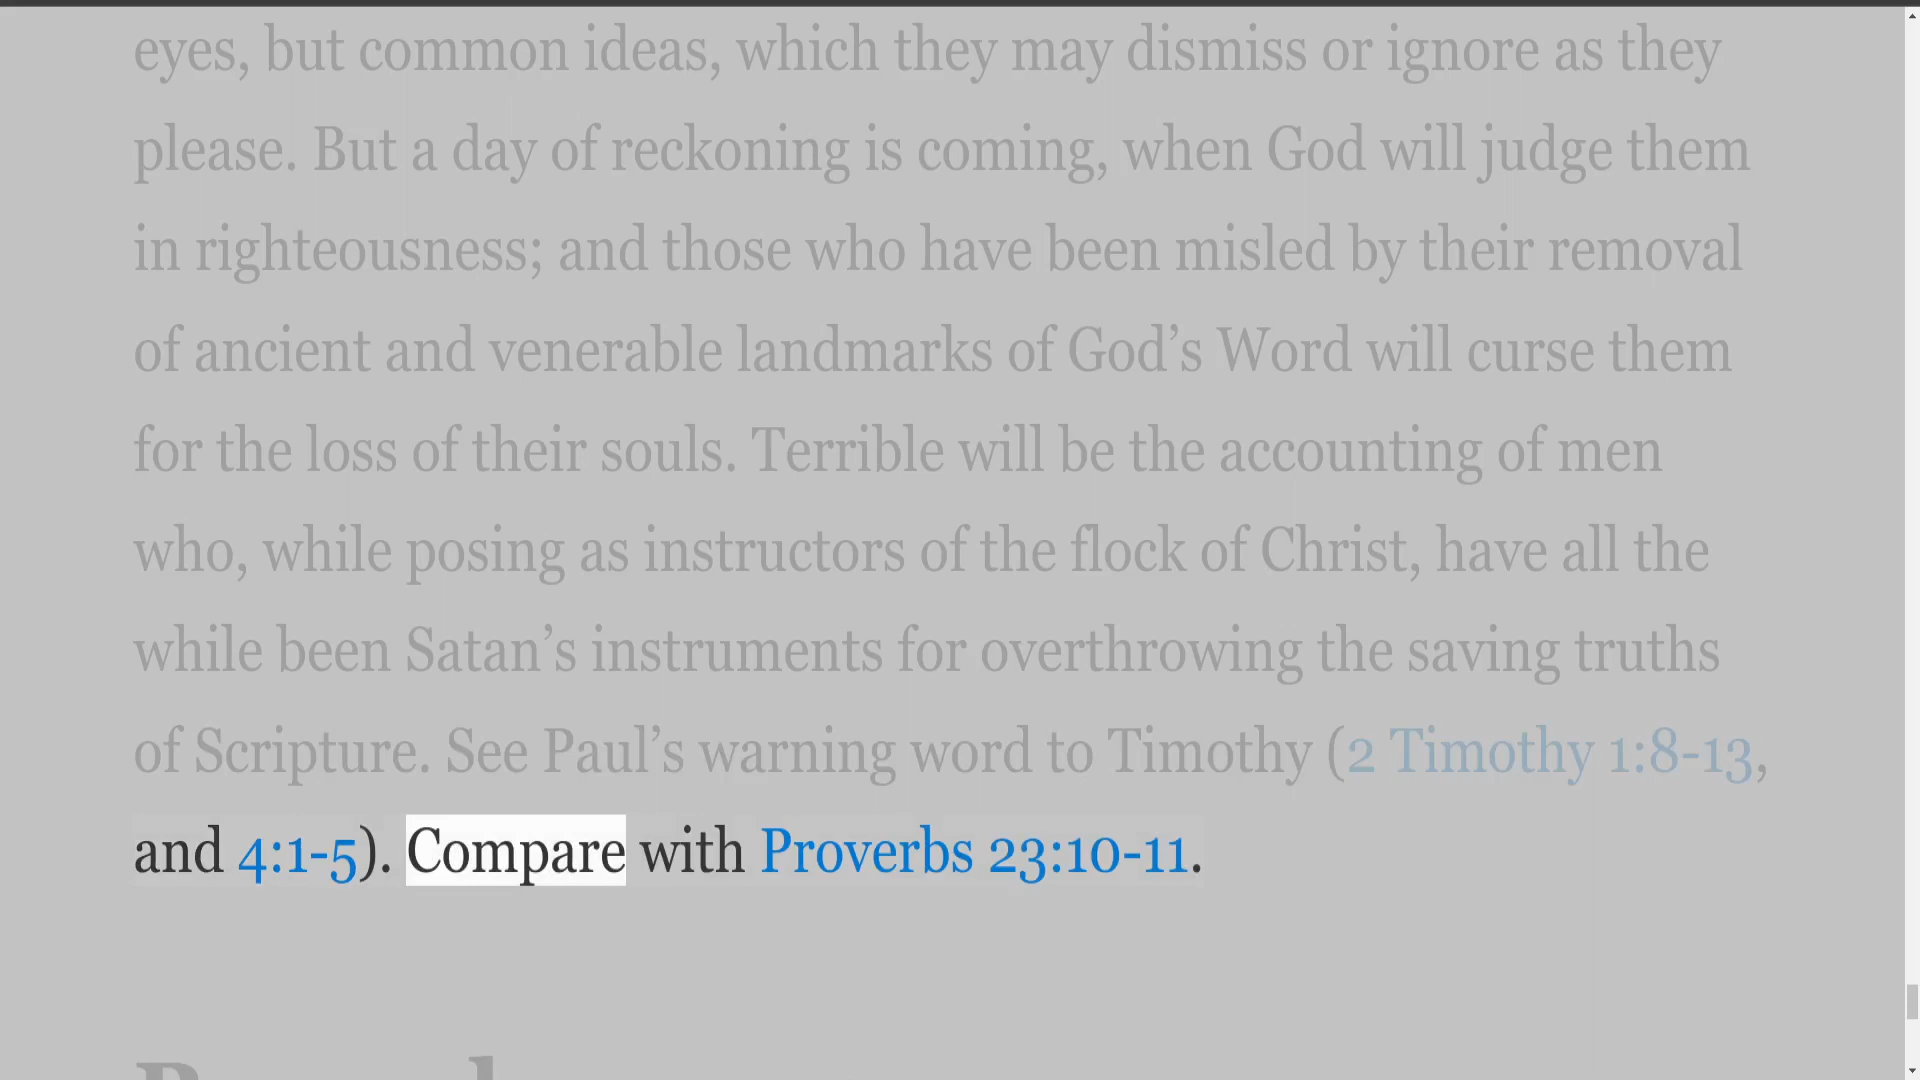 eyes, but common ideas, which they may dismiss or ignore as they
please. But a day of reckoning is coming, when God will judge them
in righteousness; and those who have been misled by their removal
of ancient and venerable landmarks of God’s Word will curse them
for the loss of their souls. Terrible will be the accounting of men
who, while posing as instructors of the flock of Christ, have all the
while been Satan’s instruments for overthrowing the saving truths
of Scripture. See Paul’s warning word to Timothy (2 Timothy 1:8-13,
and 4:1-5). Compare with Proverbs 23:10-11.